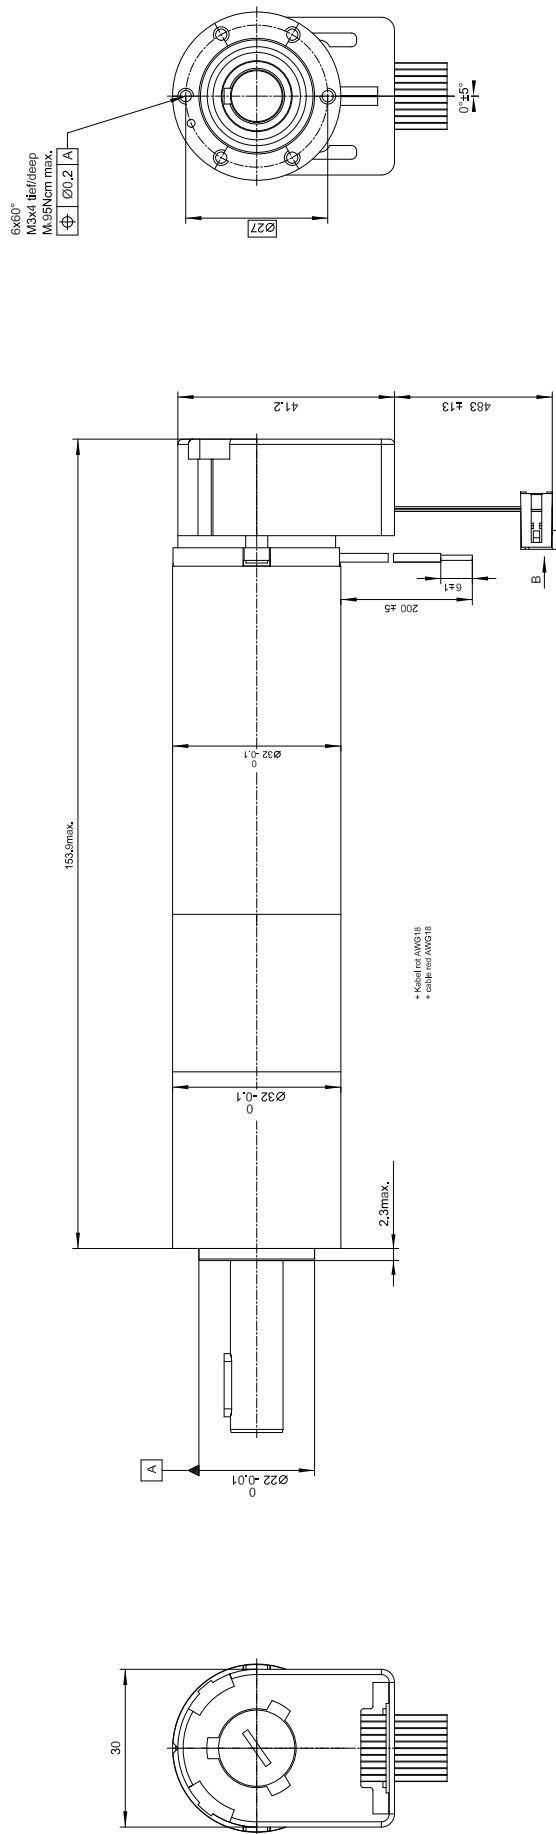 6x60°
M3x4 tief/deep
M.95Ncm max.
Ø0.2 A
Ø27
0°±5°
41.2
483 ±13
B
6±1
200 ±5
0
Ø32 -0.1
153.9max.
+ Kabel rot AWG18
+ cable red AWG18
0
Ø32 -0.1
2.3max.
A
0
Ø22 -0.01
30